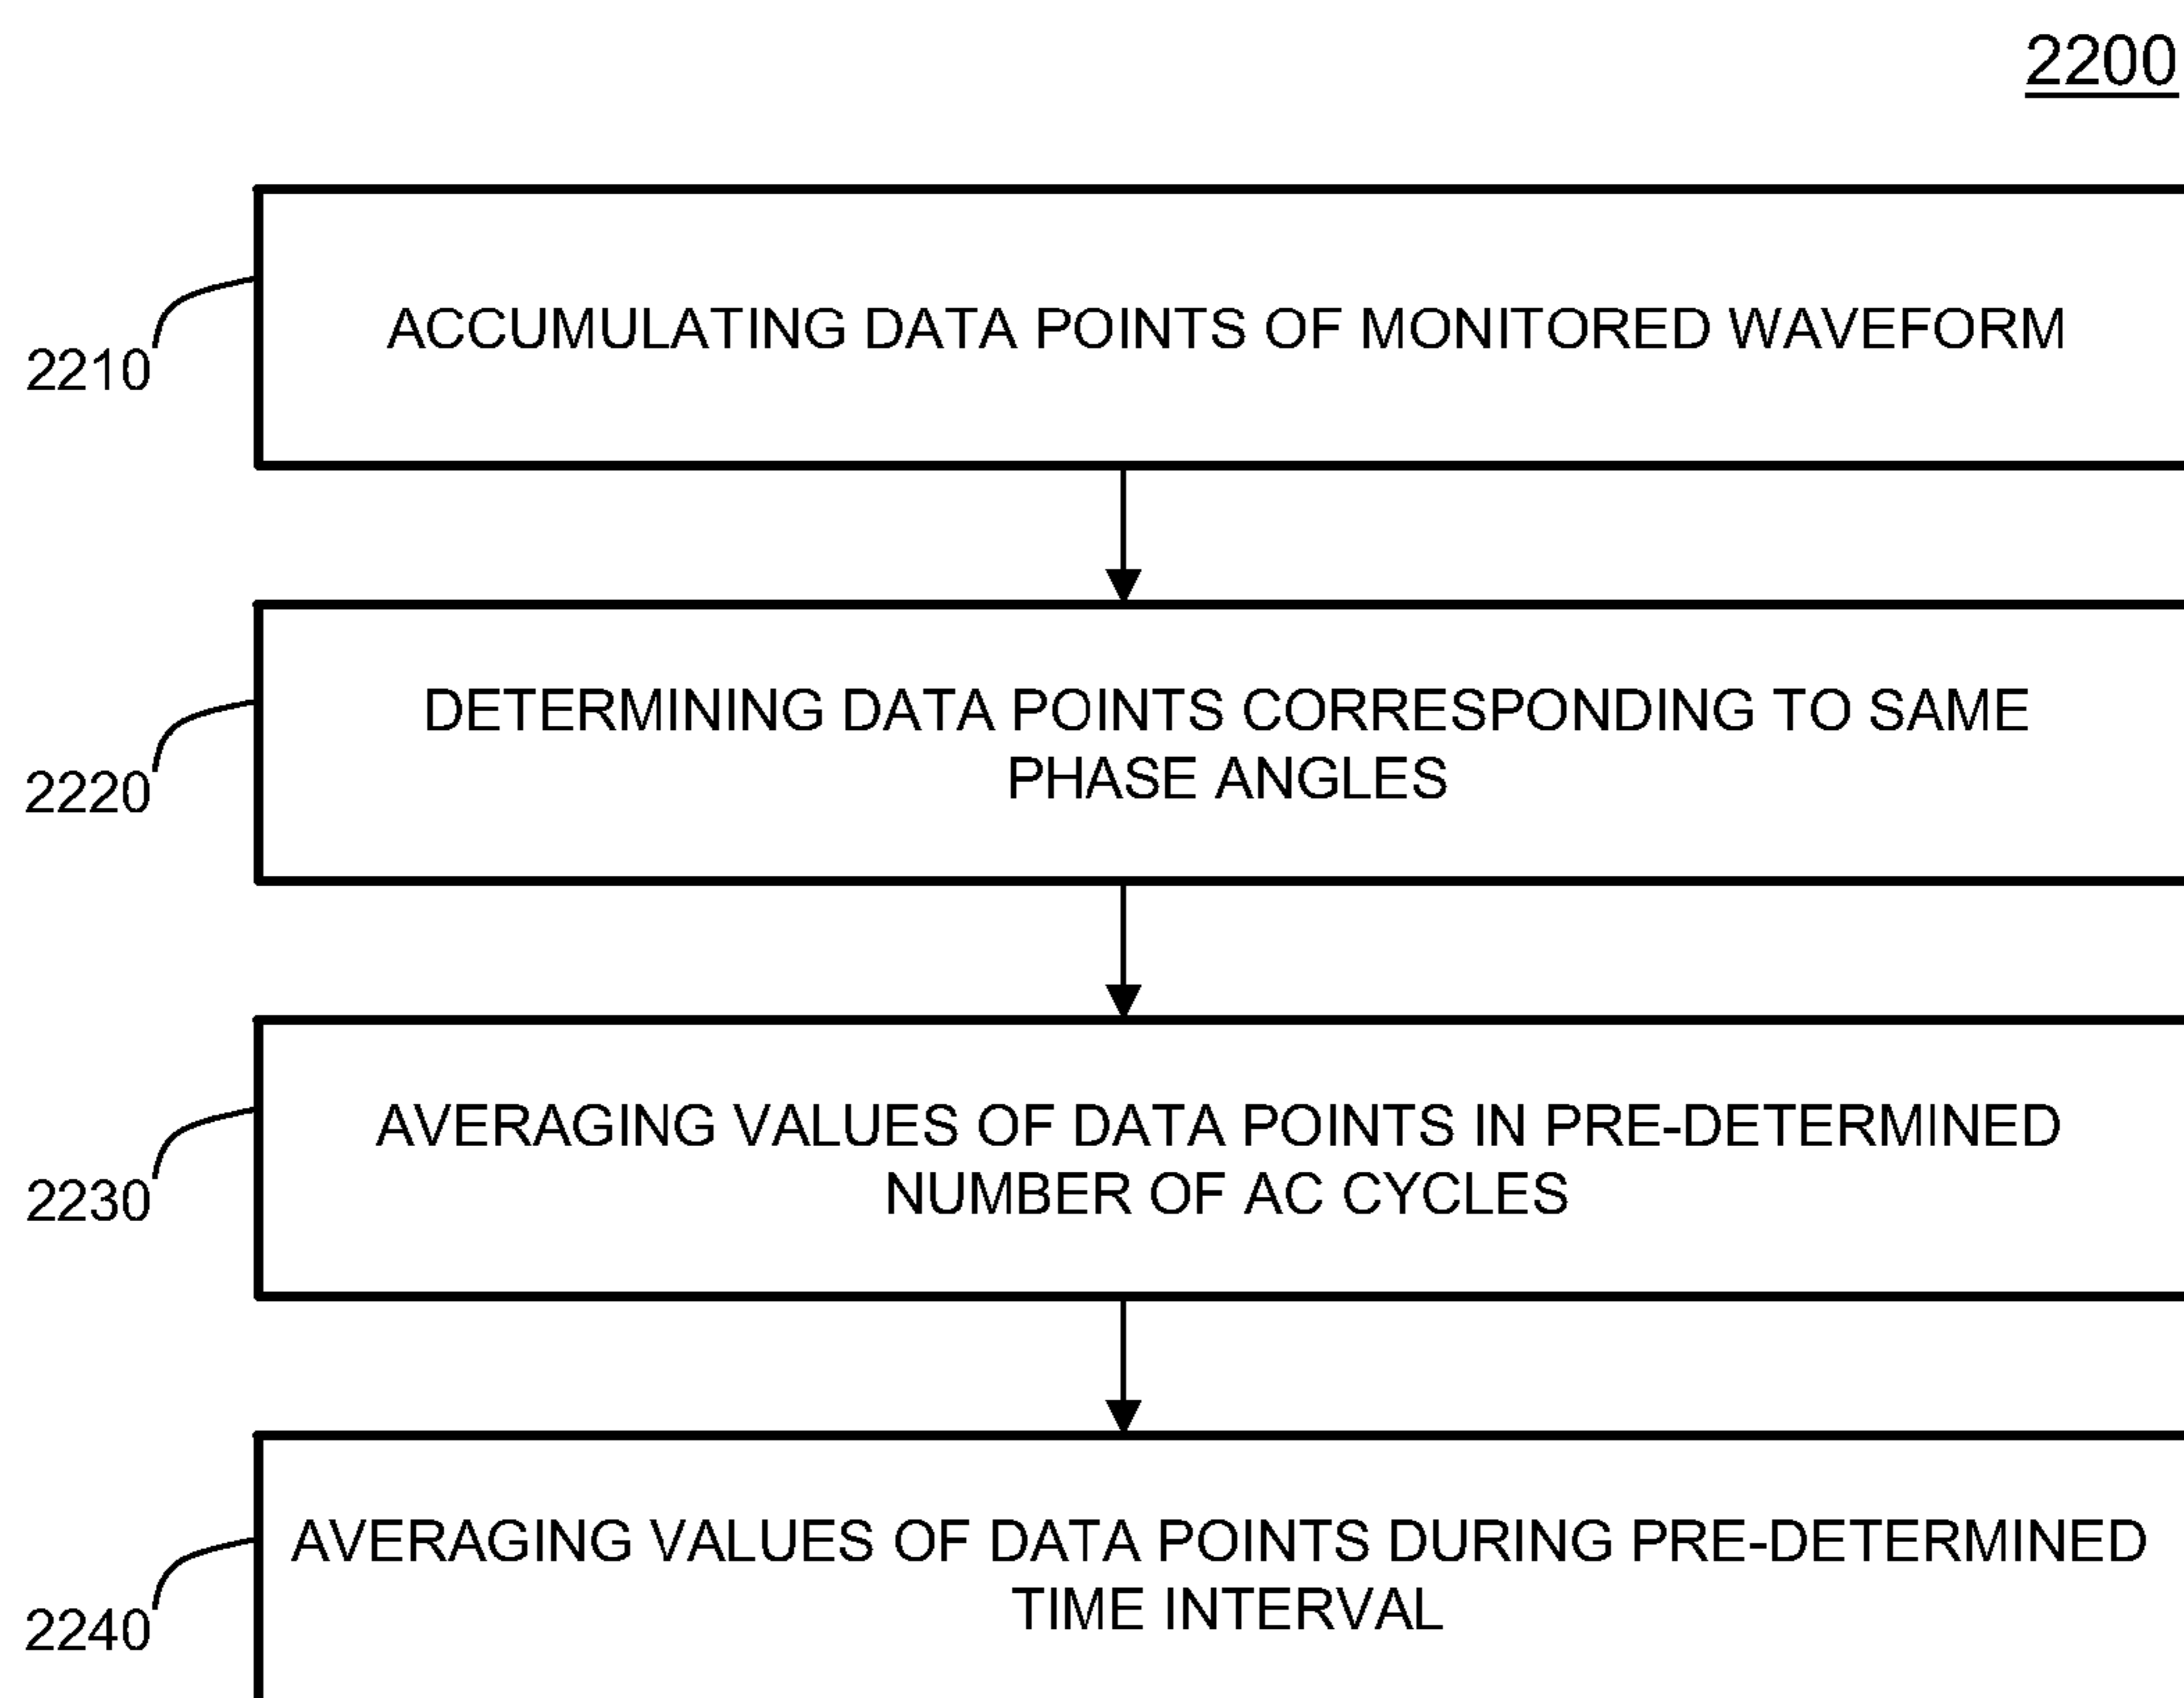 2200
ACCUMULATING DATA POINTS OF MONITORED WAVEFORM
2210
DETERMINING DATA POINTS CORRESPONDING TO SAME
PHASE ANGLES
2220
AVERAGING VALUES OF DATA POINTS IN PRE-DETERMINED
NUMBER OF AC CYCLES
2230
AVERAGING VALUES OF DATA POINTS DURING PRE-DETERMINED
TIME INTERVAL
2240